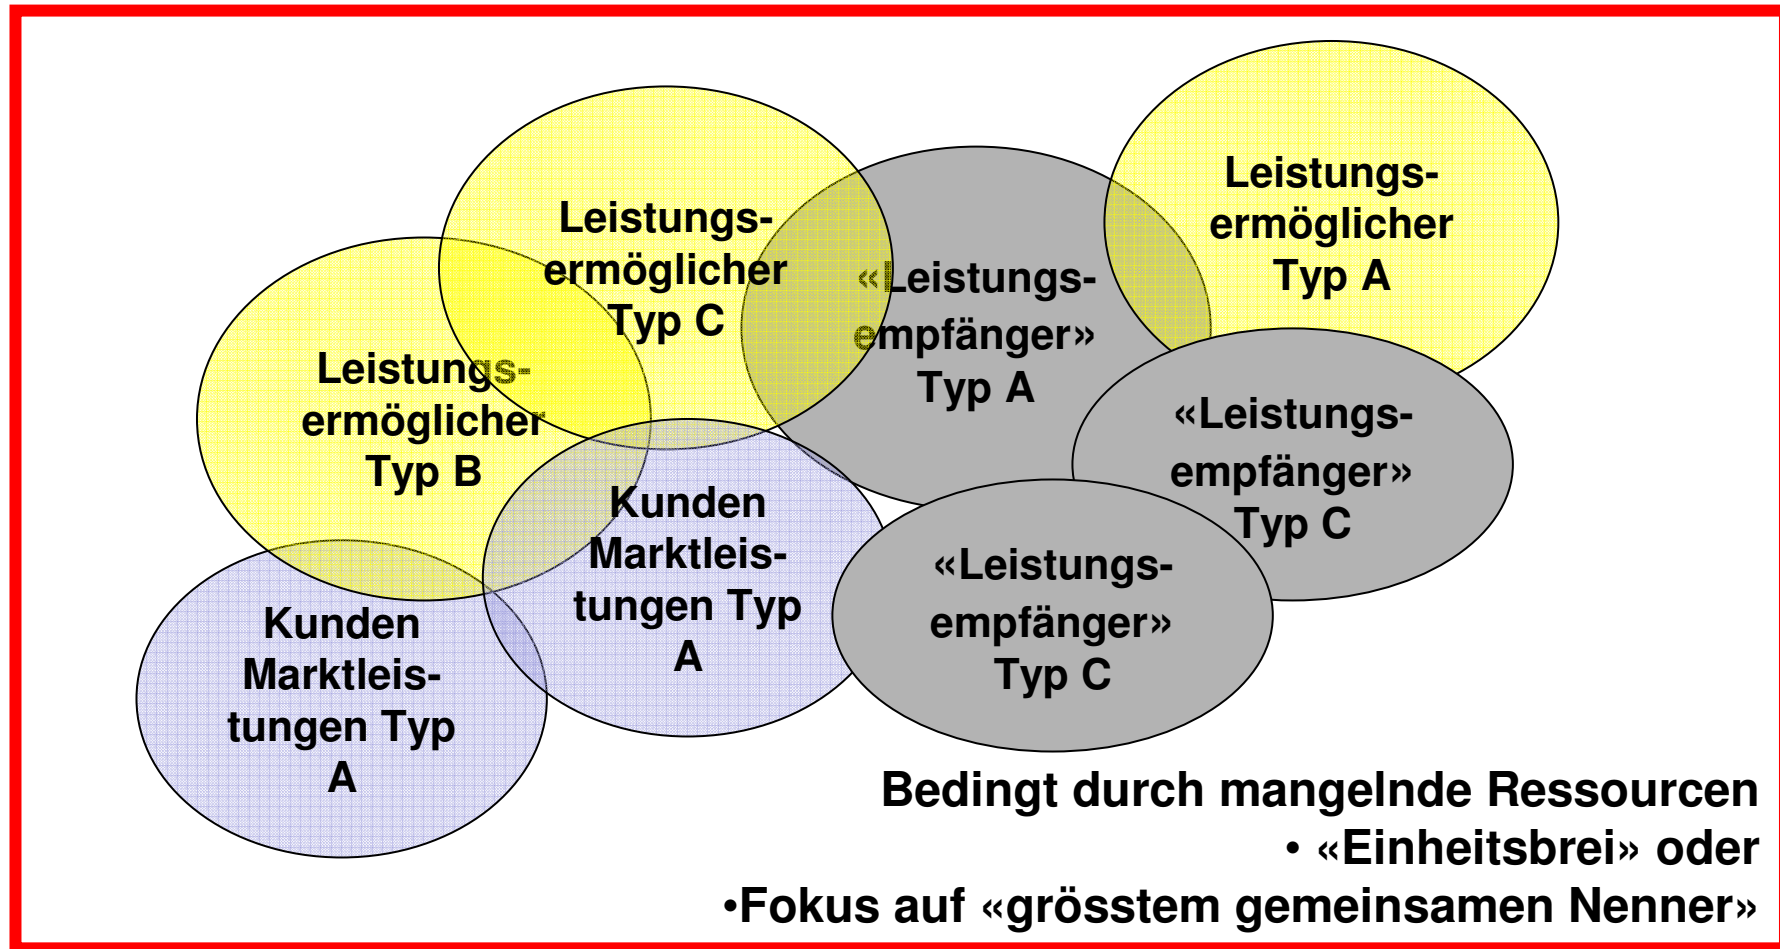 Leistungs-
ermöglicher
Typ A
Leistungs-
ermöglicher
Typ C
«Leistungs-
empfänger»
Typ A
Leistungs-
ermöglicher
Typ B
«Leistungs-
empfänger»
Typ C
Kunden
Marktleis-
tungen Typ
A
«Leistungs-
empfänger»
Typ C
Kunden
Marktleis-
tungen Typ
A
Bedingt durch mangelnde Ressourcen
• «Einheitsbrei» oder
•Fokus auf «grösstem gemeinsamen Nenner»